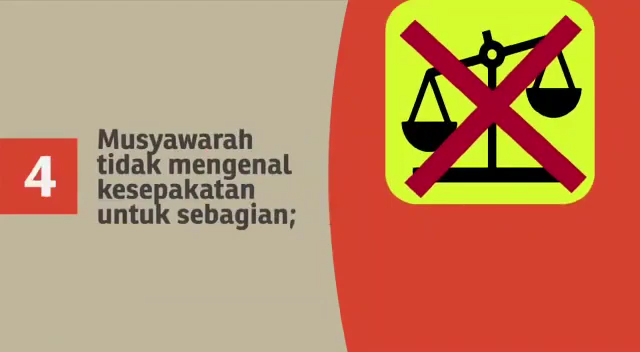 4
Musyawarah
tidak mengenal
kesepakatan
untuk sebagian;